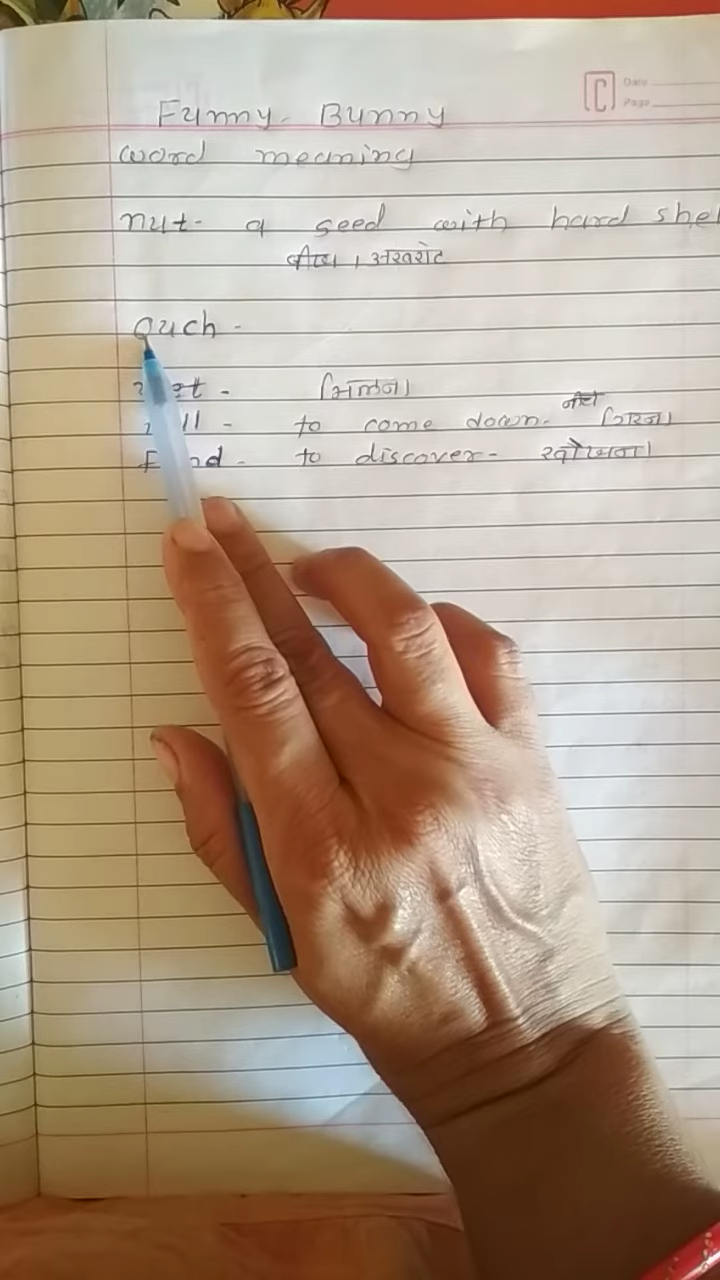 Date
Page
Funny Bunny
word meaning
nut- a seed with hard shel
बीज। अखरोट
ouch -
मिलना
to come down- नीचे गिरना
Find- to discover- खोजना